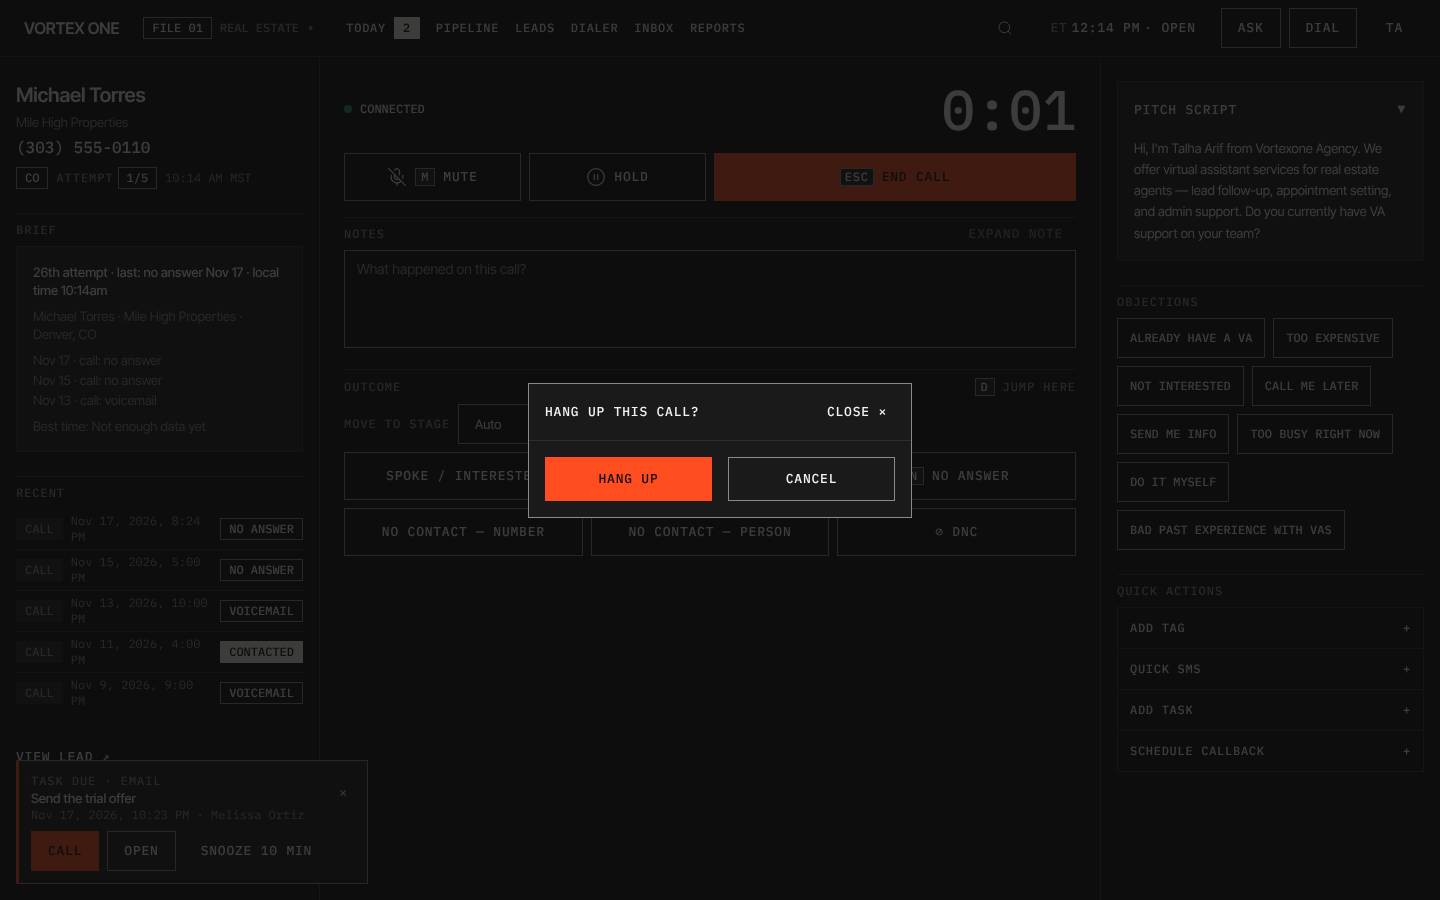 VORTEX ONE FILE 01 REAL ESTATE ▾ TODAY 2 PIPELINE LEADS DIALER INBOX REPORTS ET 12:14 PM · OPEN ASK DIAL TA
Michael Torres
Mile High Properties
(303) 555-0110
CO ATTEMPT 1/5 10:14 AM MST
BRIEF
26th attempt · last: no answer Nov 17 · local
time 10:14am
Michael Torres · Mile High Properties ·
Denver, CO
Nov 17 · call: no answer
Nov 15 · call: no answer
Nov 13 · call: voicemail
Best time: Not enough data yet
RECENT
CALL Nov 17, 2026, 8:24 PM NO ANSWER
CALL Nov 15, 2026, 5:00 PM NO ANSWER
CALL Nov 13, 2026, 10:00 PM VOICEMAIL
CALL Nov 11, 2026, 4:00 PM CONTACTED
CALL Nov 9, 2026, 9:00 PM VOICEMAIL
VIEW LEAD ↗
TASK DUE · EMAIL ×
Send the trial offer
Nov 17, 2026, 10:23 PM · Melissa Ortiz
CALL OPEN SNOOZE 10 MIN
CONNECTED 0:01
M MUTE HOLD ESC END CALL
NOTES EXPAND NOTE
What happened on this call?
OUTCOME D JUMP HERE
MOVE TO STAGE Auto
SPOKE / INTERESTE N NO ANSWER
NO CONTACT — NUMBER NO CONTACT — PERSON ⊘ DNC
HANG UP THIS CALL? CLOSE ×
HANG UP CANCEL
PITCH SCRIPT ▼
Hi, I'm Talha Arif from Vortexone Agency. We
offer virtual assistant services for real estate
agents — lead follow-up, appointment setting,
and admin support. Do you currently have VA
support on your team?
OBJECTIONS
ALREADY HAVE A VA TOO EXPENSIVE
NOT INTERESTED CALL ME LATER
SEND ME INFO TOO BUSY RIGHT NOW
DO IT MYSELF
BAD PAST EXPERIENCE WITH VAS
QUICK ACTIONS
ADD TAG +
QUICK SMS +
ADD TASK +
SCHEDULE CALLBACK +